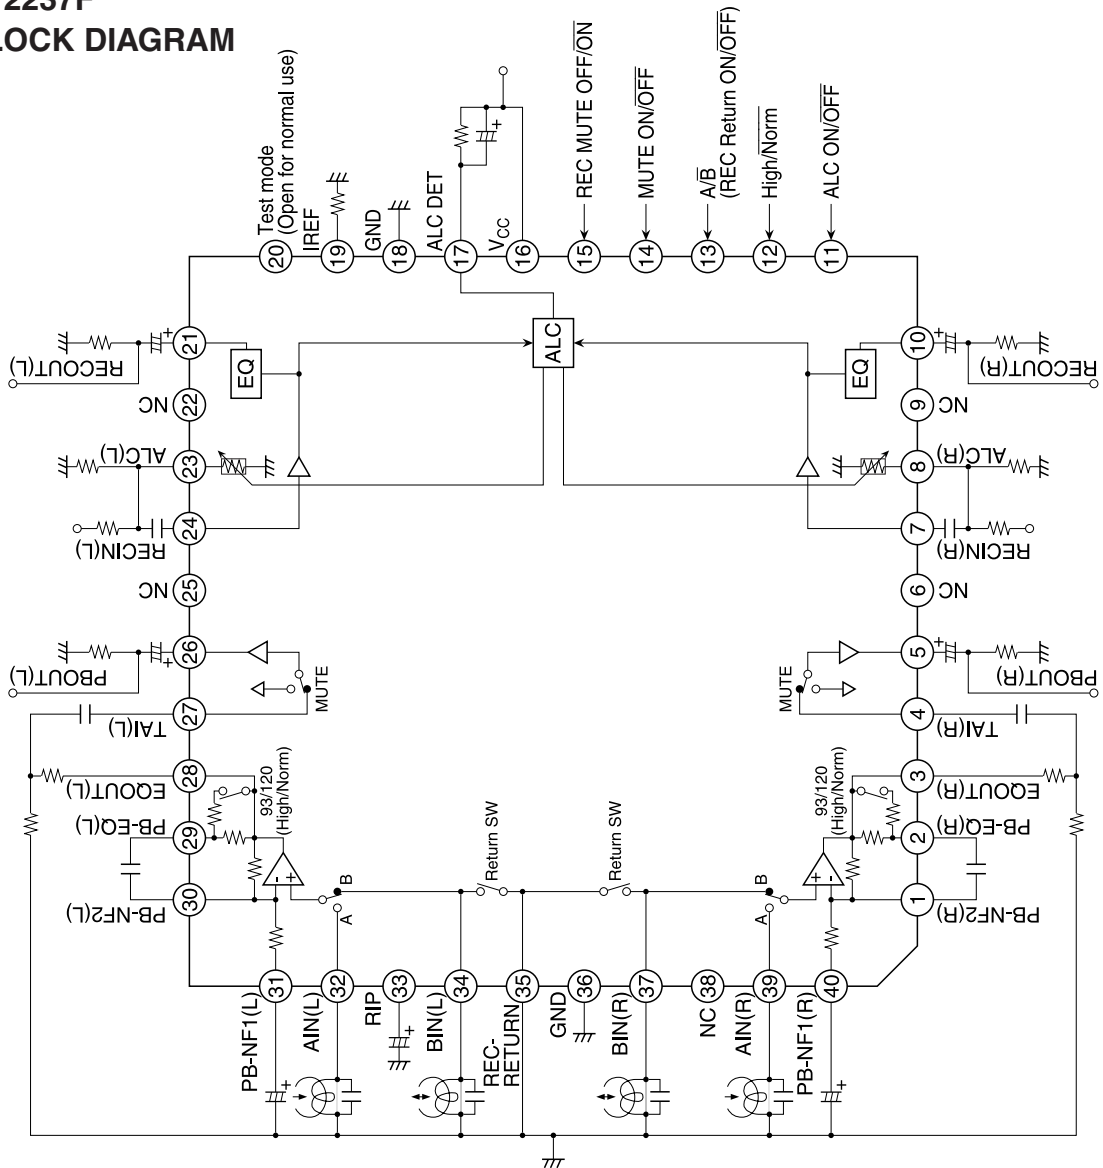 2237F
LOCK DIAGRAM
Test mode
(Open for normal use)
IREF
GND
ALC DET
VCC
REC MUTE OFF/ON
MUTE ON/OFF
A/B
(REC Return ON/OFF)
High/Norm
ALC ON/OFF
20
19
18
17
16
15
14
13
12
11
RECOUT(L)
21
EQ
ALC
EQ
10
RECOUT(R)
NC
22
9
NC
ALC(L)
23
8
ALC(R)
RECIN(L)
24
7
RECIN(R)
NC
25
6
NC
PBOUT(L)
26
5
PBOUT(R)
MUTE
MUTE
TAI(L)
27
4
TAI(R)
EQOUT(L)
28
3
EQOUT(R)
93/120
(High/Norm)
93/120
(High/Norm)
PB-EQ(L)
29
2
PB-EQ(R)
Return SW
Return SW
PB-NF2(L)
30
1
PB-NF2(R)
- +
+ -
A
B
B
A
31
32
33
34
35
36
37
38
39
40
PB-NF1(L)
AIN(L)
RIP
BIN(L)
REC-
RETURN
GND
BIN(R)
NC
AIN(R)
PB-NF1(R)